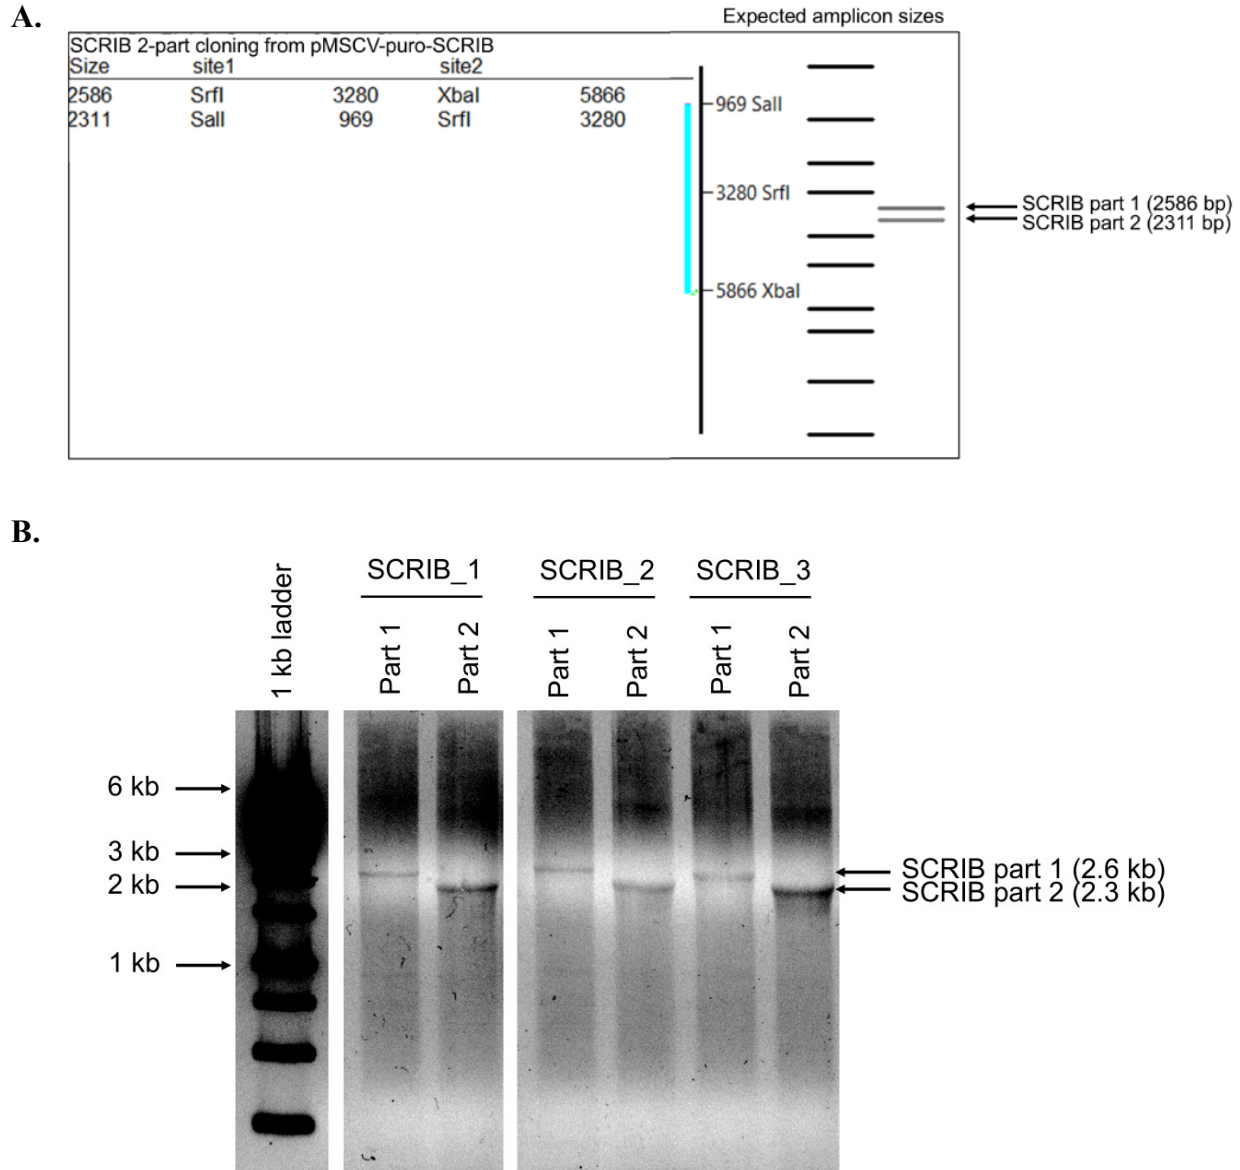 A.
Expected amplicon sizes
SCRIB 2-part cloning from pMSCV-puro-SCRIB
Size site1 site2
2586 SrfI 3280 XbaI 5866
2311 SalI 969 SrfI 3280
969 SalI
3280 SrfI
5866 XbaI
SCRIB part 1 (2586 bp)
SCRIB part 2 (2311 bp)
B.
1 kb ladder
SCRIB_1
SCRIB_2
SCRIB_3
Part 1
Part 2
Part 1
Part 2
Part 1
Part 2
6 kb
3 kb
2 kb
1 kb
SCRIB part 1 (2.6 kb)
SCRIB part 2 (2.3 kb)